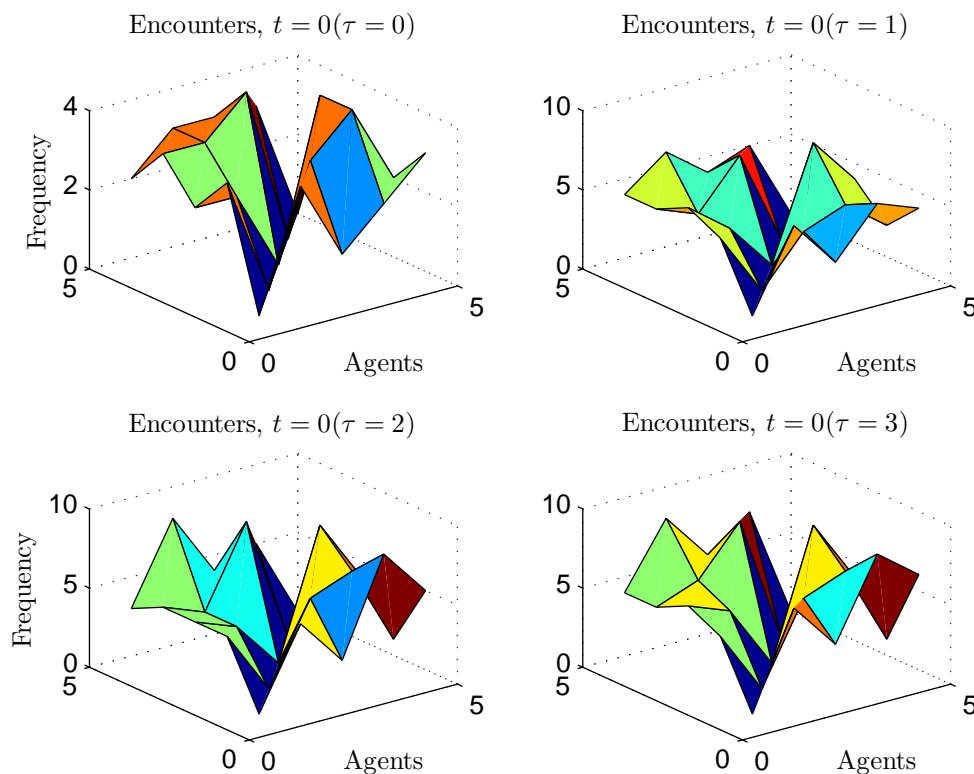 Encounters, t = 0(τ = 0)
4
2
0
5
0
0
5
Frequency
Agents
Encounters, t = 0(τ = 1)
10
5
0
5
0
0
5
Agents
Encounters, t = 0(τ = 2)
10
5
0
5
0
0
5
Frequency
Agents
Encounters, t = 0(τ = 3)
10
5
0
5
0
0
5
Agents